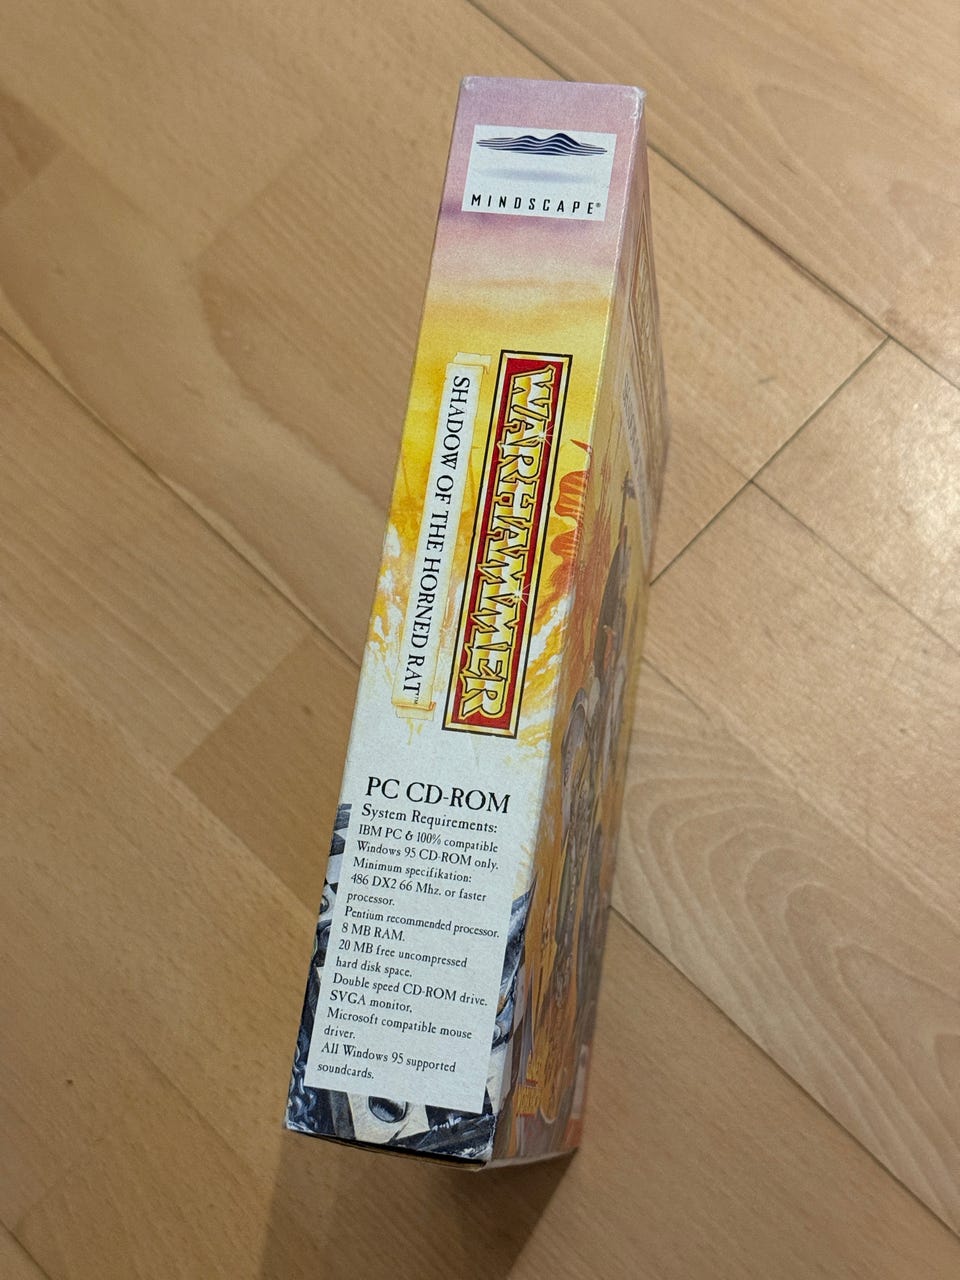 MINDSCAPE®
WARHAMMER
SHADOW OF THE HORNED RAT™
PC CD-ROM
System Requirements:
IBM PC & 100% compatible
Windows 95 CD-ROM only.
Minimum specifikation:
486 DX2 66 Mhz. or faster
processor.
Pentium recommended processor.
8 MB RAM.
20 MB free uncompressed
hard disk space.
Double speed CD-ROM drive.
SVGA monitor,
Microsoft compatible mouse
driver.
All Windows 95 supported
soundcards.